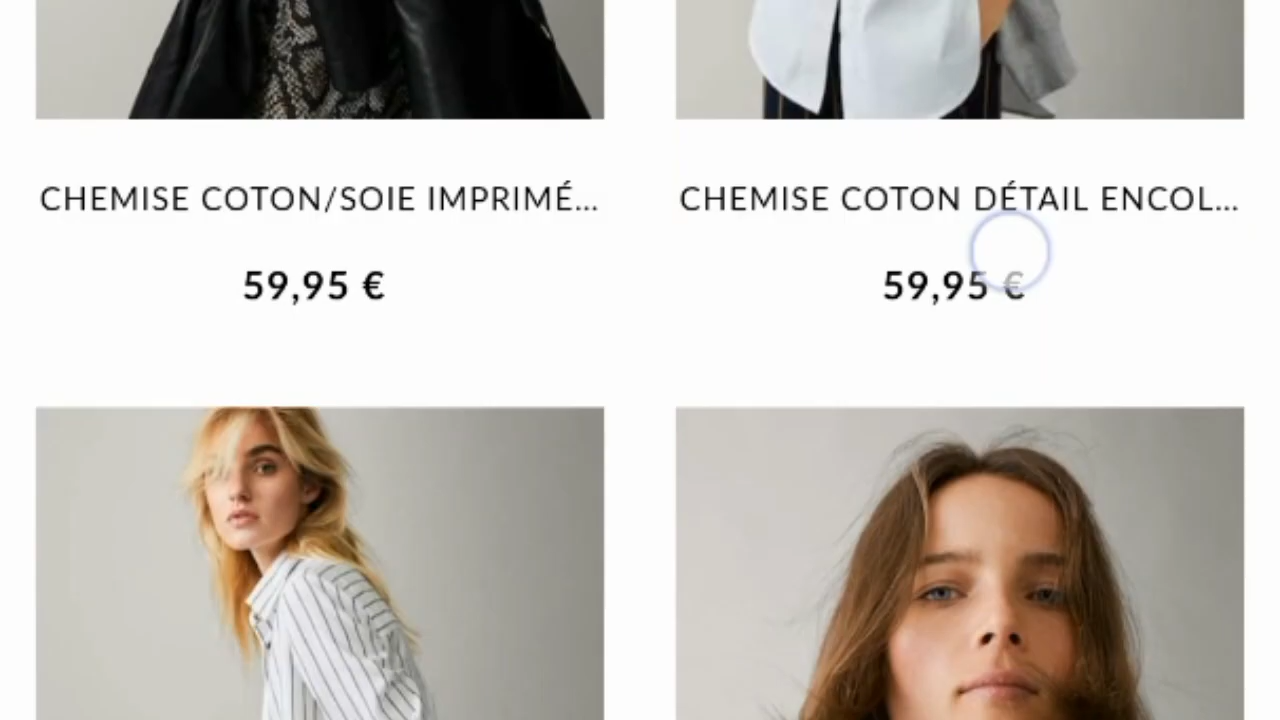 CHEMISE COTON/SOIE IMPRIMÉ...
CHEMISE COTON DÉTAIL ENCOL...
59,95 €
59,95 €